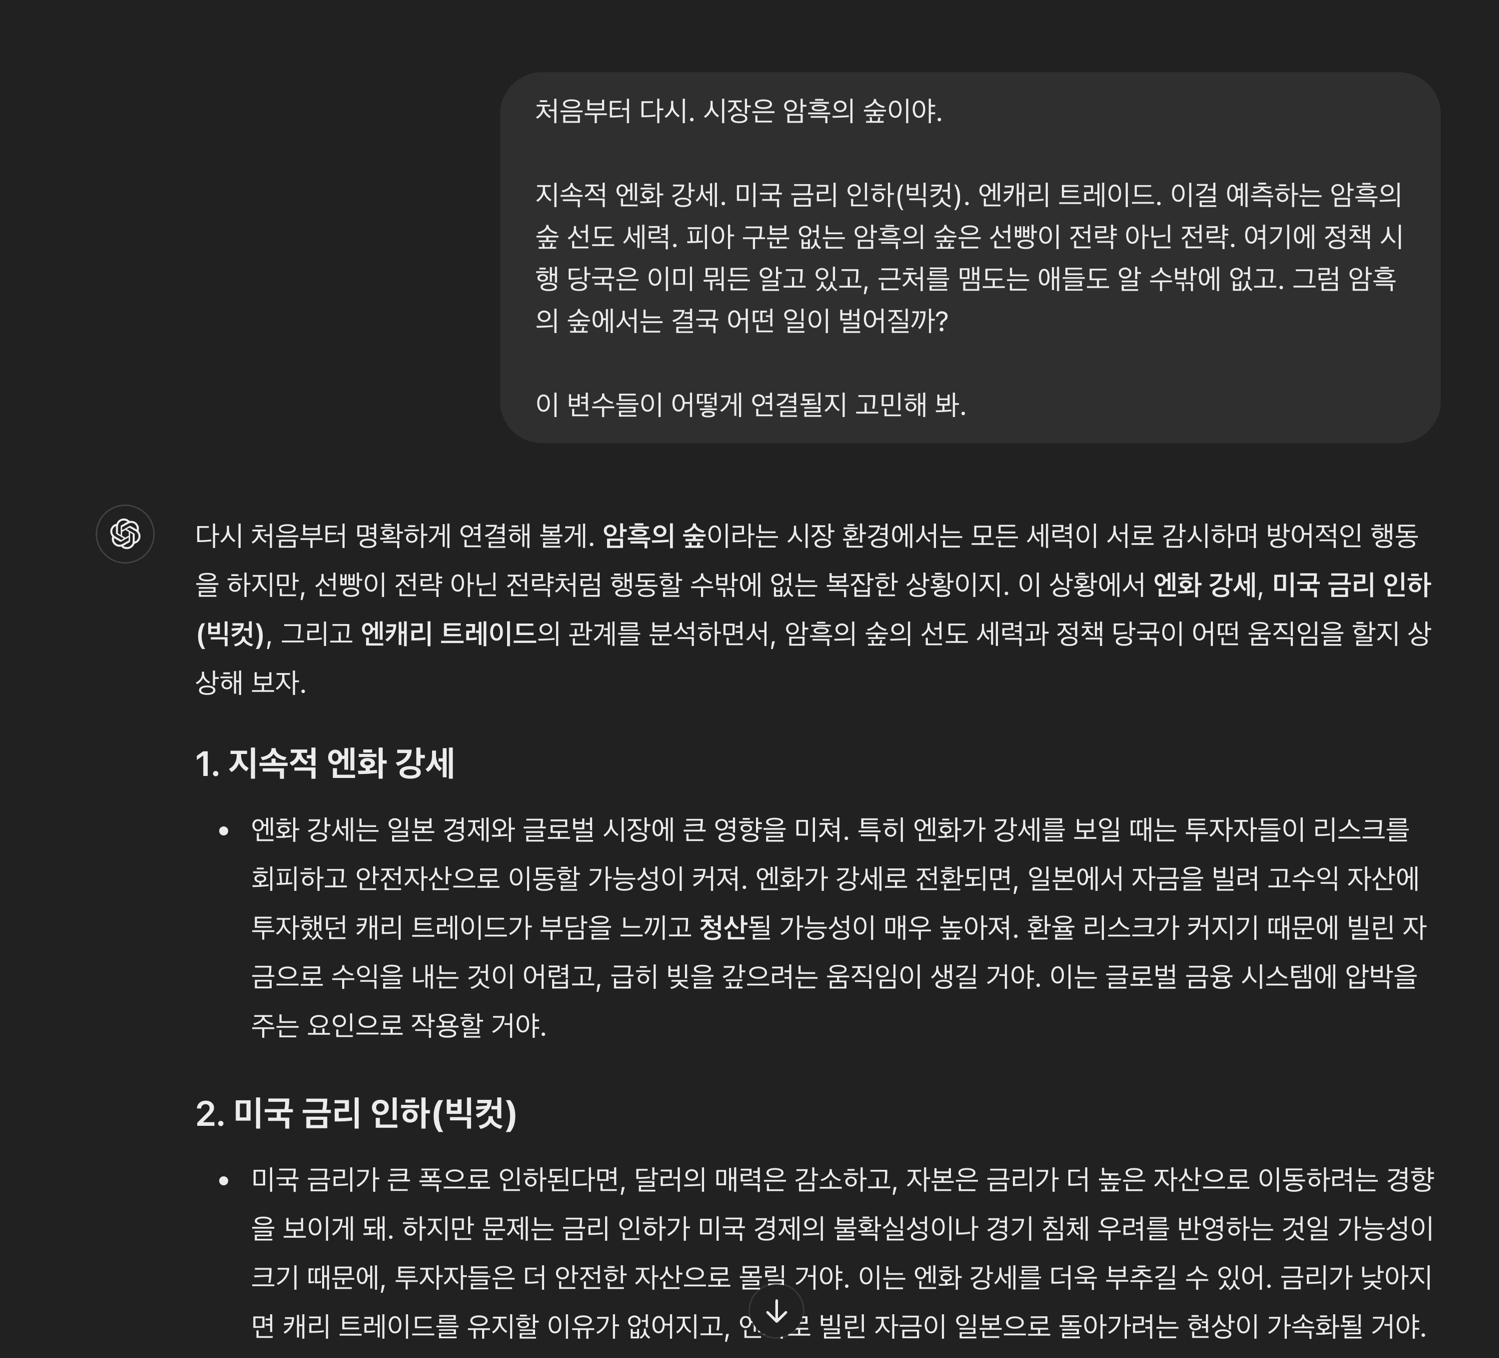 처음부터 다시. 시장은 암흑의 숲이야.
지속적 엔화 강세. 미국 금리 인하(빅컷). 엔캐리 트레이드. 이걸 예측하는 암흑의
숲 선도 세력. 피아 구분 없는 암흑의 숲은 선빵이 전략 아닌 전략. 여기에 정책 시
행 당국은 이미 뭐든 알고 있고, 근처를 맴도는 애들도 알 수밖에 없고. 그럼 암흑
의 숲에서는 결국 어떤 일이 벌어질까?
이 변수들이 어떻게 연결될지 고민해 봐.
다시 처음부터 명확하게 연결해 볼게. 암흑의 숲이라는 시장 환경에서는 모든 세력이 서로 감시하며 방어적인 행동
을 하지만, 선빵이 전략 아닌 전략처럼 행동할 수밖에 없는 복잡한 상황이지. 이 상황에서 엔화 강세, 미국 금리 인하
(빅컷), 그리고 엔캐리 트레이드의 관계를 분석하면서, 암흑의 숲의 선도 세력과 정책 당국이 어떤 움직임을 할지 상
상해 보자.
1. 지속적 엔화 강세
• 엔화 강세는 일본 경제와 글로벌 시장에 큰 영향을 미쳐. 특히 엔화가 강세를 보일 때는 투자자들이 리스크를
회피하고 안전자산으로 이동할 가능성이 커져. 엔화가 강세로 전환되면, 일본에서 자금을 빌려 고수익 자산에
투자했던 캐리 트레이드가 부담을 느끼고 청산될 가능성이 매우 높아져. 환율 리스크가 커지기 때문에 빌린 자
금으로 수익을 내는 것이 어렵고, 급히 빚을 갚으려는 움직임이 생길 거야. 이는 글로벌 금융 시스템에 압박을
주는 요인으로 작용할 거야.
2. 미국 금리 인하(빅컷)
• 미국 금리가 큰 폭으로 인하된다면, 달러의 매력은 감소하고, 자본은 금리가 더 높은 자산으로 이동하려는 경향
을 보이게 돼. 하지만 문제는 금리 인하가 미국 경제의 불확실성이나 경기 침체 우려를 반영하는 것일 가능성이
크기 때문에, 투자자들은 더 안전한 자산으로 몰릴 거야. 이는 엔화 강세를 더욱 부추길 수 있어. 금리가 낮아지
면 캐리 트레이드를 유지할 이유가 없어지고, 빌린 자금이 일본으로 돌아가려는 현상이 가속화될 거야.